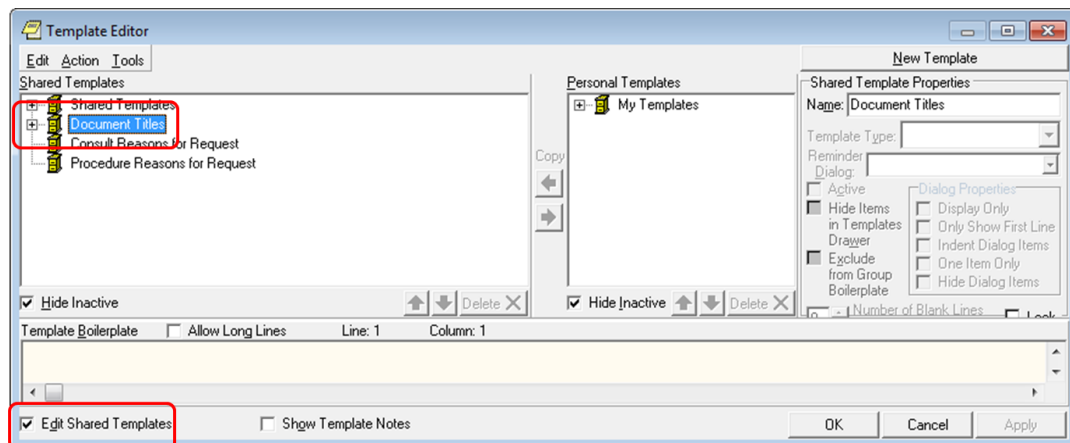 Template Editor
Edit Action Tools
New Template
Shared Templates
Personal Templates
Shared Template Properties
Shared Templates
Document Titles
Consult Reasons for Request
Procedure Reasons for Request
Copy
My Templates
Name: Document Titles
Template Type:
Reminder
Dialog:
Active
Hide Items
in Templates
Drawer
Exclude
from Group
Boilerplate
Dialog Properties
Display Only
Only Show First Line
Indent Dialog Items
One Item Only
Hide Dialog Items
Hide Inactive
Delete
Hide Inactive
Delete
0
Number of Blank Lines
Lock
Template Boilerplate Allow Long Lines Line: 1 Column: 1
Edit Shared Templates Show Template Notes OK Cancel Apply